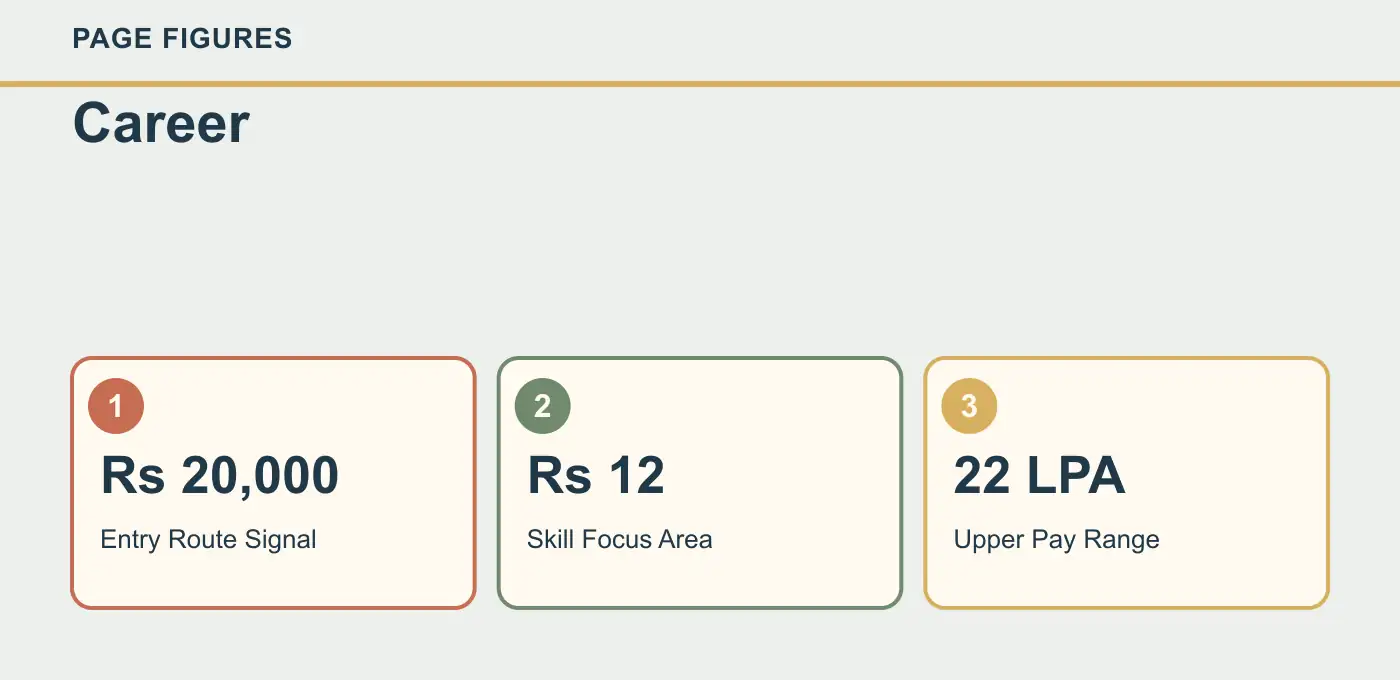 PAGE FIGURES
Career
1
Rs 20,000
Entry Route Signal
2
Rs 12
Skill Focus Area
3
22 LPA
Upper Pay Range